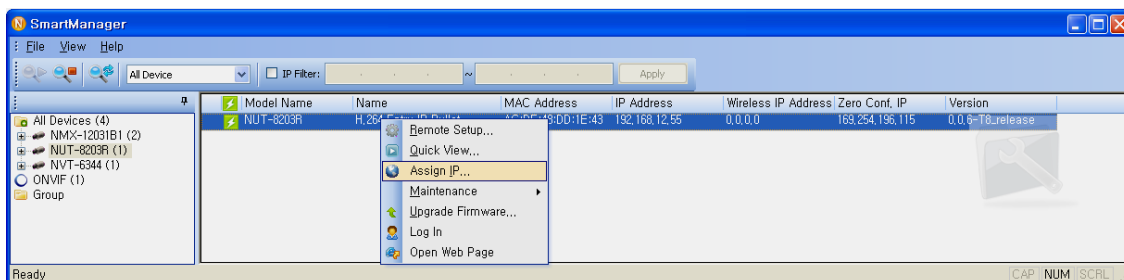 SmartManager
File View Help
All Device IP Filter: . . . ~ . . . Apply
Model Name Name MAC Address IP Address Wireless IP Address Zero Conf, IP Version
All Devices (4)
NMX-12031B1 (2)
NUT-8203R (1)
NVT-6344 (1)
ONVIF (1)
Group
NUT-8203R H,264 Entry IP Bullet 192,168,12,55 0,0,0,0 169,254,196,115 0,0,6-T8_release
Remote Setup,,,
Quick View,,,
Assign IP,,,
Maintenance
Upgrade Firmware,,,
Log In
Open Web Page
Ready CAP NUM SCRL